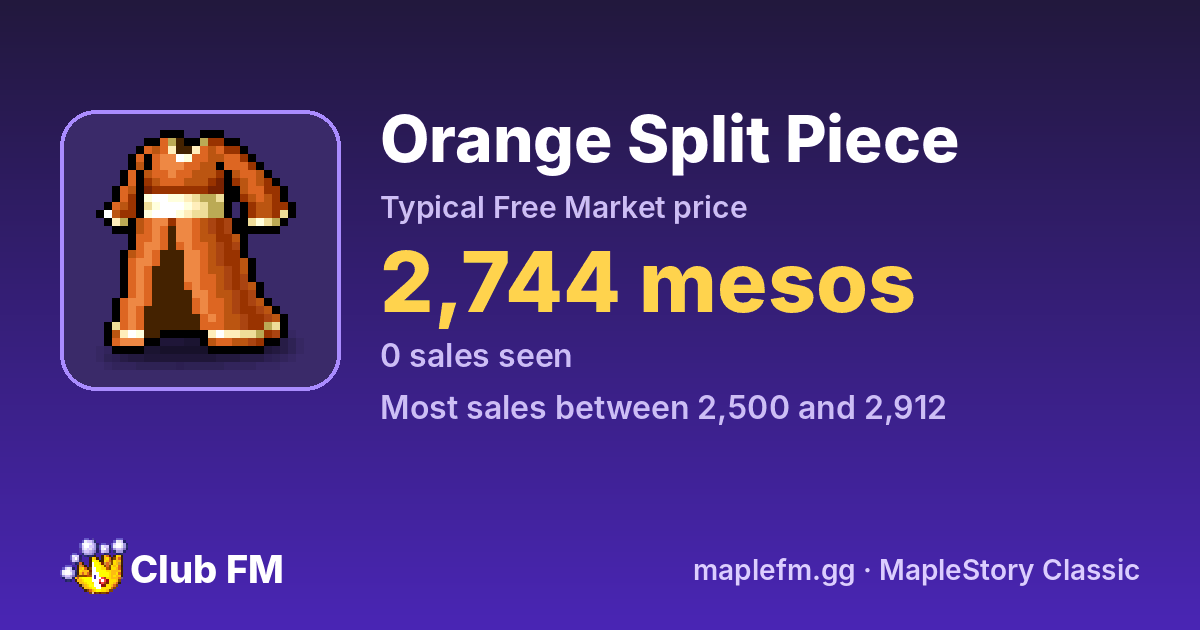 Orange Split Piece
Typical Free Market price
2,744 mesos
0 sales seen
Most sales between 2,500 and 2,912
Club FM
maplefm.gg · MapleStory Classic